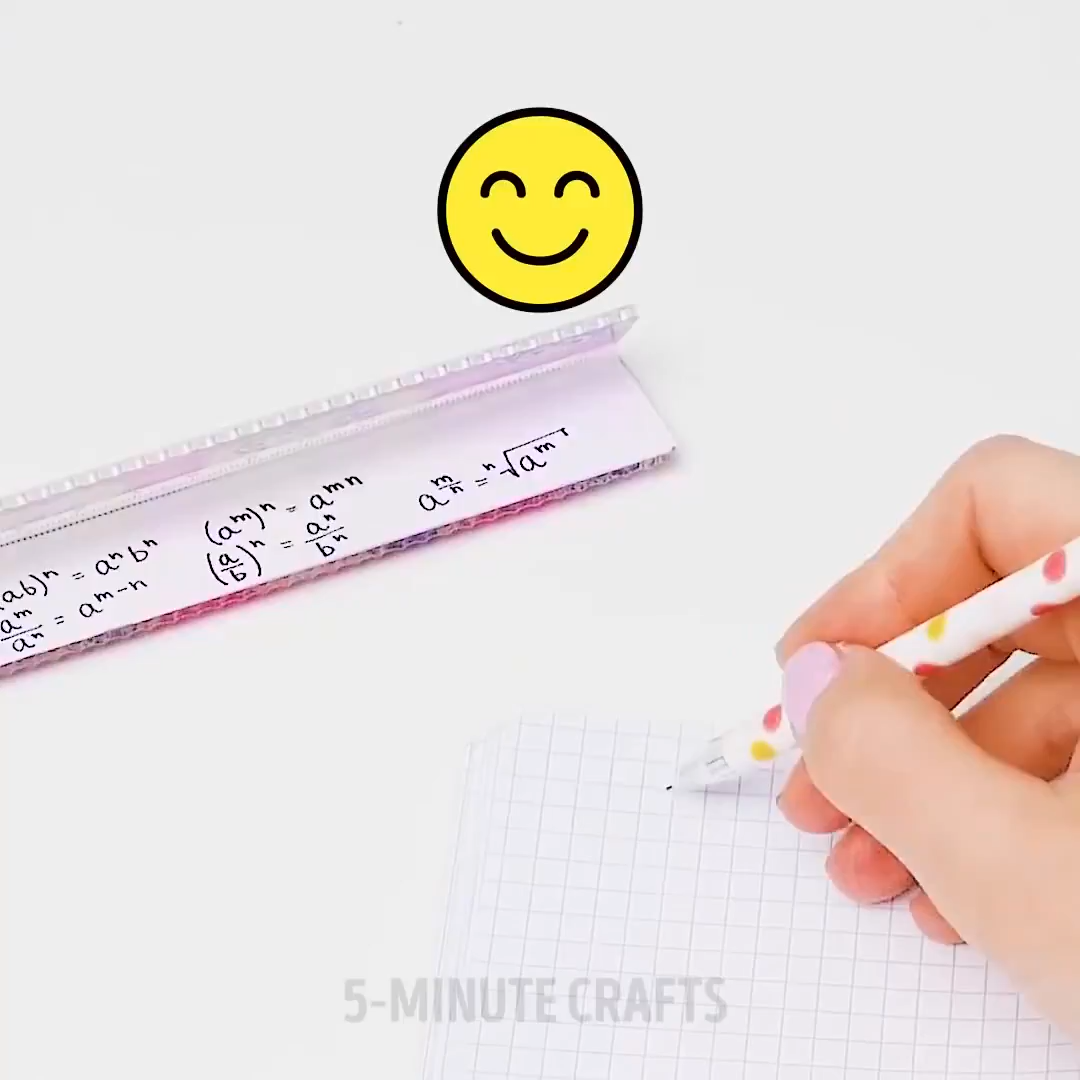 (ab)ⁿ = aⁿbⁿ
aᵐ/aⁿ = aᵐ⁻ⁿ
(aᵐ)ⁿ = aᵐⁿ
(a/b)ⁿ = aⁿ/bⁿ
a^(m/n) = ⁿ√aᵐ
5-MINUTE CRAFTS